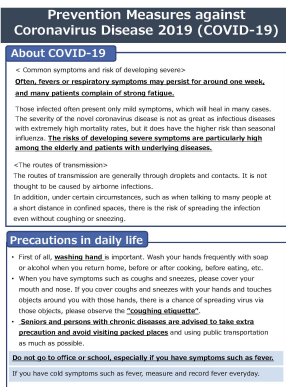 Prevention Measures against
Coronavirus Disease 2019 (COVID-19)
About COVID-19
< Common symptoms and risk of developing severe>
Often, fevers or respiratory symptoms may persist for around one week,
and many patients complain of strong fatigue.
Those infected often present only mild symptoms, which will heal in many cases.
The severity of the novel coronavirus disease is not as great as infectious diseases
with extremely high mortality rates, but it does have the higher risk than seasonal
influenza. The risks of developing severe symptoms are particularly high
among the elderly and patients with underlying diseases.
<The routes of transmission>
The routes of transmission are generally through droplets and contacts. It is not
thought to be caused by airborne infections.
In addition, under certain circumstances, such as when talking to many people at
a short distance in confined spaces, there is the risk of spreading the infection
even without coughing or sneezing.
Precautions in daily life
• First of all, washing hand is important. Wash your hands frequently with soap
or alcohol when you return home, before or after cooking, before eating, etc.
• When you have symptoms such as coughs and sneezes, please cover your
mouth and nose. If you cover coughs and sneezes with your hands and touches
objects around you with those hands, there is a chance of spreading virus via
those objects, please observe the "coughing etiquette".
• Seniors and persons with chronic diseases are advised to take extra
precaution and avoid visiting packed places and using public transportation
as much as possible.
Do not go to office or school, especially if you have symptoms such as fever.
If you have cold symptoms such as fever, measure and record fever everyday.